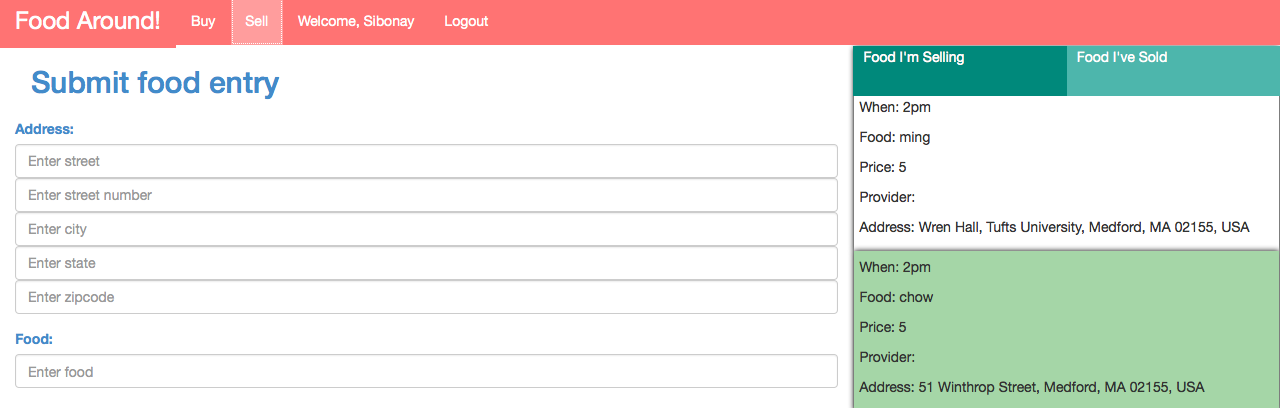 Food Around!
Buy
Sell
Welcome, Sibonay
Logout
Submit food entry
Address:
Enter street
Enter street number
Enter city
Enter state
Enter zipcode
Food:
Enter food
Food I'm Selling
Food I've Sold
When: 2pm
Food: ming
Price: 5
Provider:
Address: Wren Hall, Tufts University, Medford, MA 02155, USA
When: 2pm
Food: chow
Price: 5
Provider:
Address: 51 Winthrop Street, Medford, MA 02155, USA